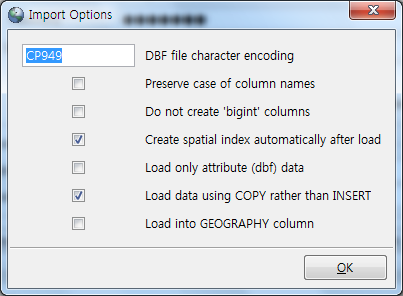 Import Options
CP949
DBF file character encoding
Preserve case of column names
Do not create 'bigint' columns
Create spatial index automatically after load
Load only attribute (dbf) data
Load data using COPY rather than INSERT
Load into GEOGRAPHY column
OK